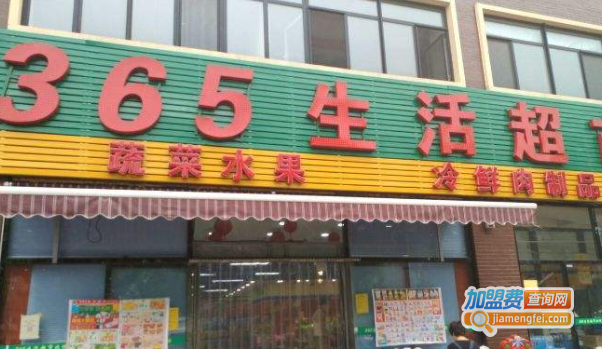 365生活超
蔬菜水果 冷鲜肉制品
加盟费查询网
jiamengfei.com